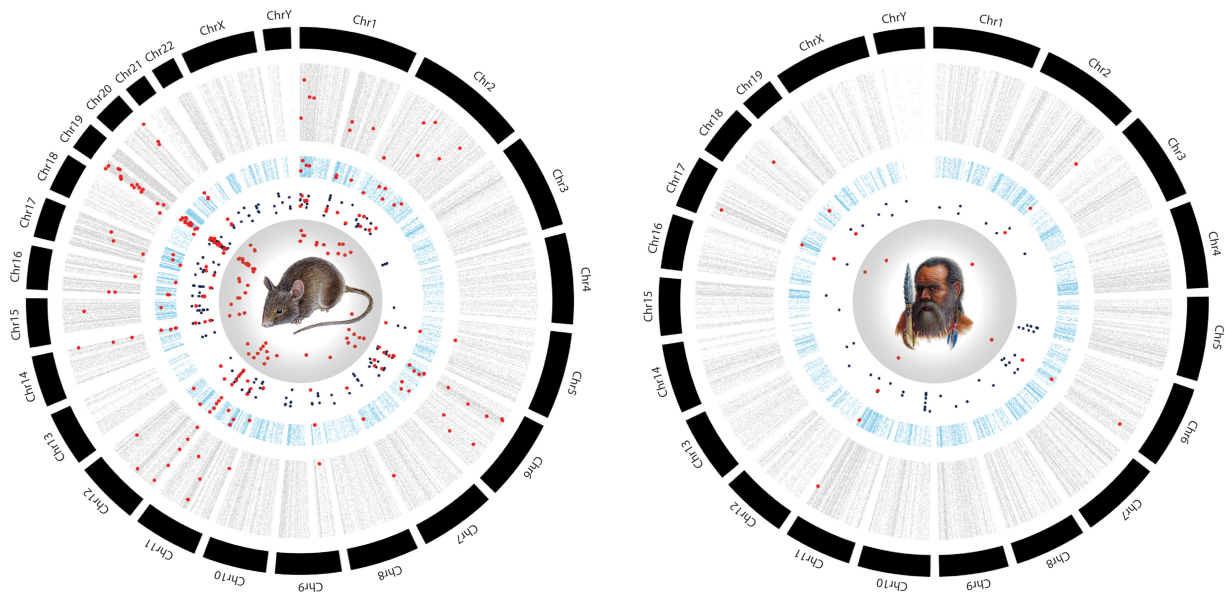 Chr1
Chr2
Chr3
Chr4
Chr5
Chr6
Chr7
Chr8
Chr9
Chr10
Chr11
Chr12
Chr13
Chr14
Chr15
Chr16
Chr17
Chr18
Chr19
Chr20
Chr21
Chr22
ChrX
ChrY
Chr1
Chr2
Chr3
Chr4
Chr5
Chr6
Chr7
Chr8
Chr9
Chr10
Chr11
Chr12
Chr13
Chr14
Chr15
Chr16
Chr17
Chr18
Chr19
ChrX
ChrY